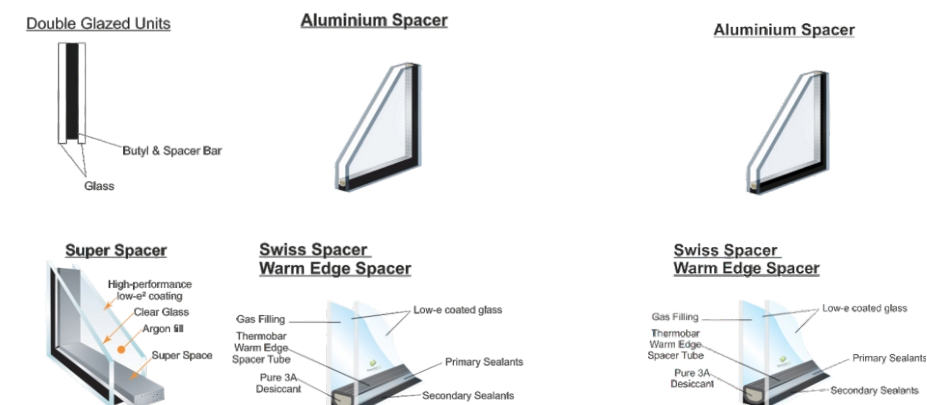 Double Glazed Units
Butyl & Spacer Bar
Glass
Aluminium Spacer
Aluminium Spacer
Super Spacer
High-performance
low-e² coating
Clear Glass
Argon fill
Super Space
Swiss Spacer
Warm Edge Spacer
Gas Filling
Low-e coated glass
Thermobar
Warm Edge
Spacer Tube
Primary Sealants
Pure 3A
Desiccant
Secondary Sealants
Swiss Spacer
Warm Edge Spacer
Gas Filling
Low-e coated glass
Thermobar
Warm Edge
Spacer Tube
Primary Sealants
Pure 3A
Desiccant
Secondary Sealants